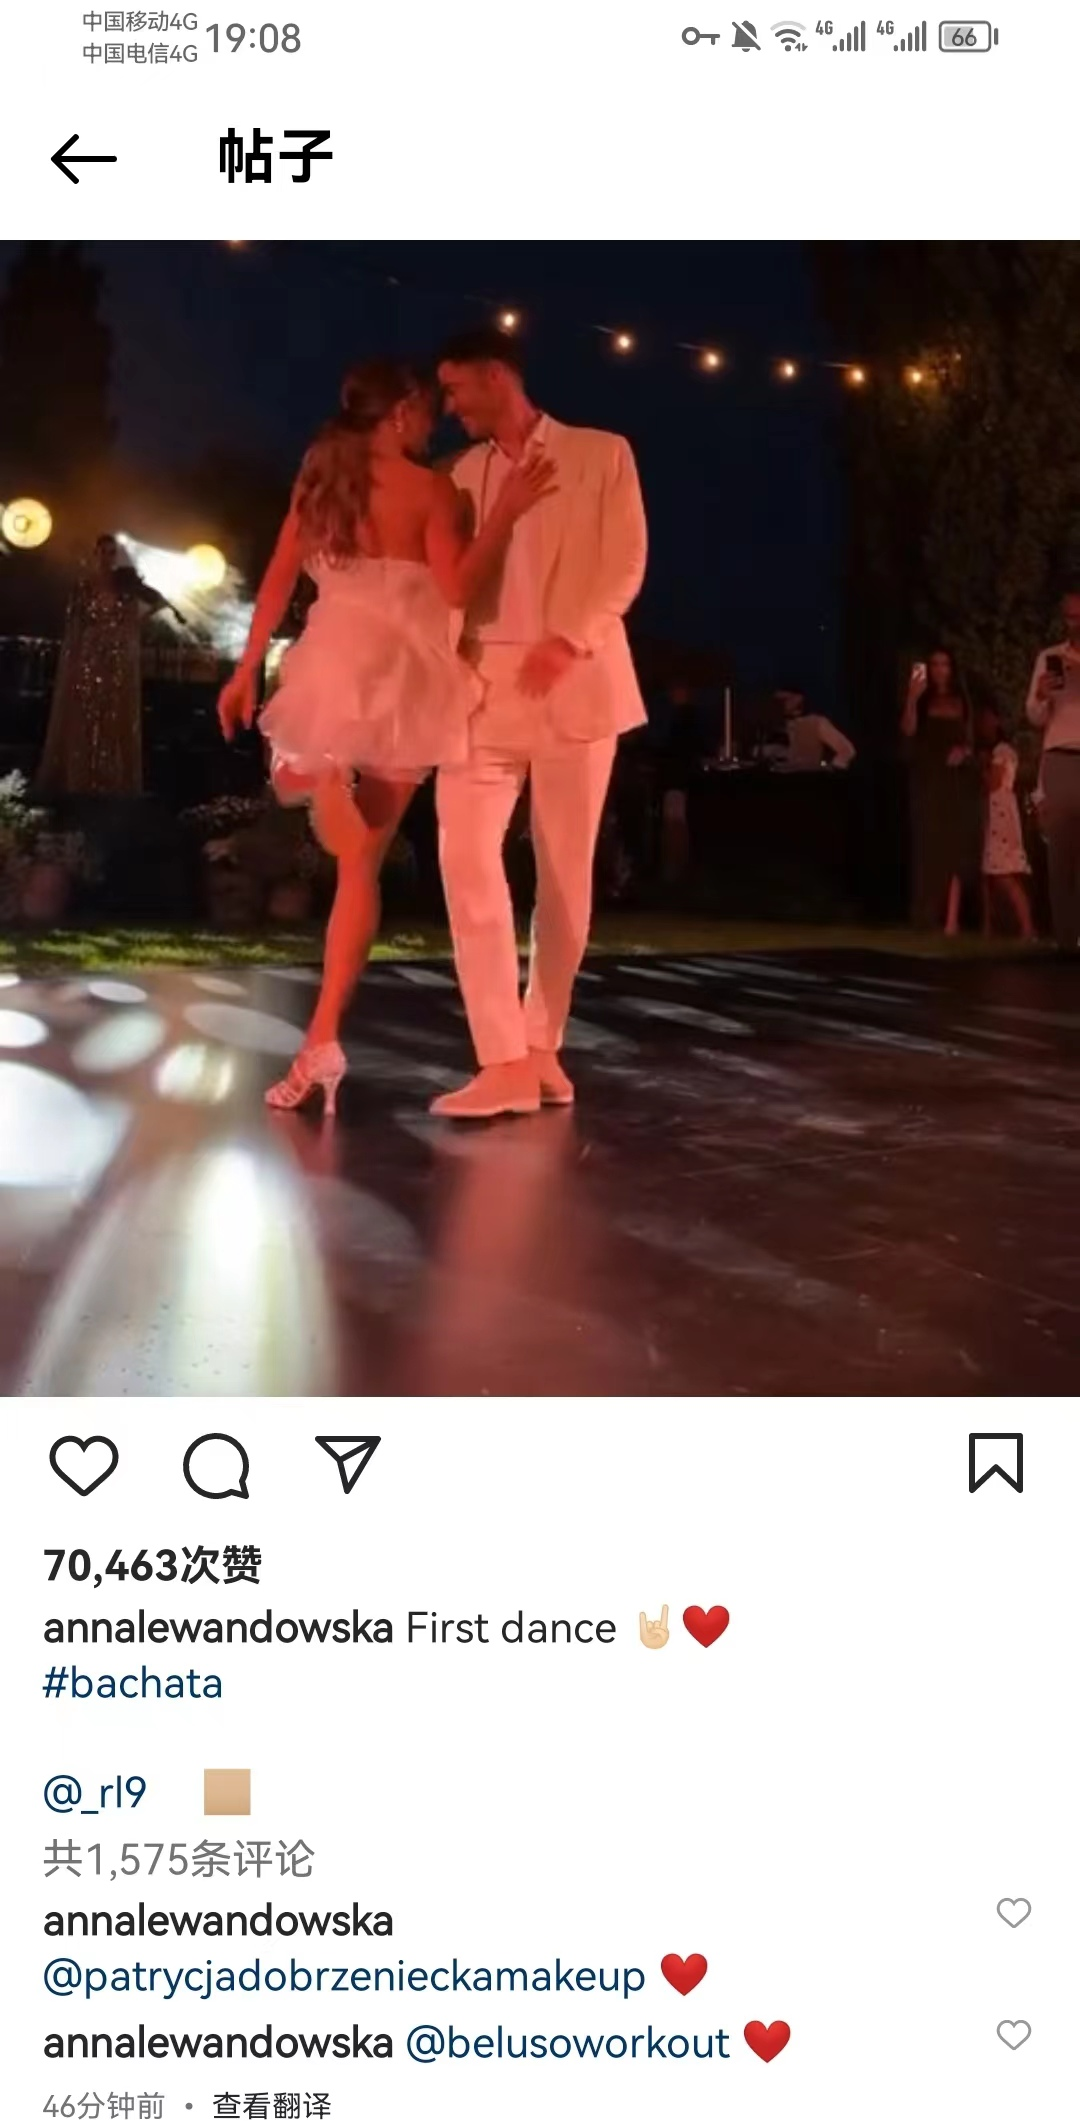 中国移动4G
中国电信4G
19:08
4G
4G
66
帖子
70,463次赞
annalewandowska First dance 🤘🏻❤️
#bachata
@_rl9
共1,575条评论
annalewandowska
@patrycjadobrzenieckamakeup ❤️
annalewandowska @belusoworkout ❤️
46分钟前 • 查看翻译